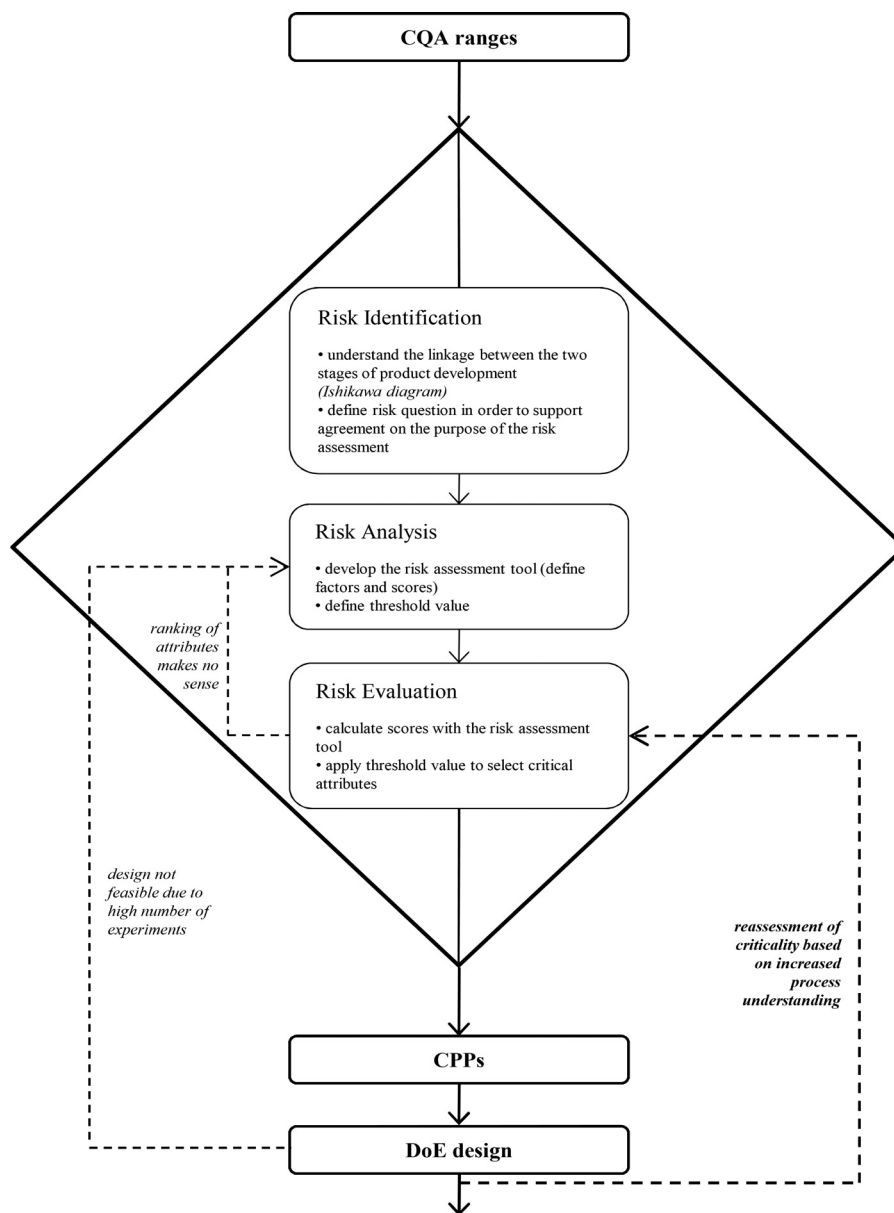 CQA ranges
Risk Identification
• understand the linkage between the two
stages of product development
(Ishikawa diagram)
• define risk question in order to support
agreement on the purpose of the risk
assessment
Risk Analysis
• develop the risk assessment tool (define
factors and scores)
• define threshold value
ranking of
attributes
makes no
sense
Risk Evaluation
• calculate scores with the risk assessment
tool
• apply threshold value to select critical
attributes
design not
feasible due to
high number of
experiments
reassessment of
criticality based
on increased
process
understanding
CPPs
DoE design